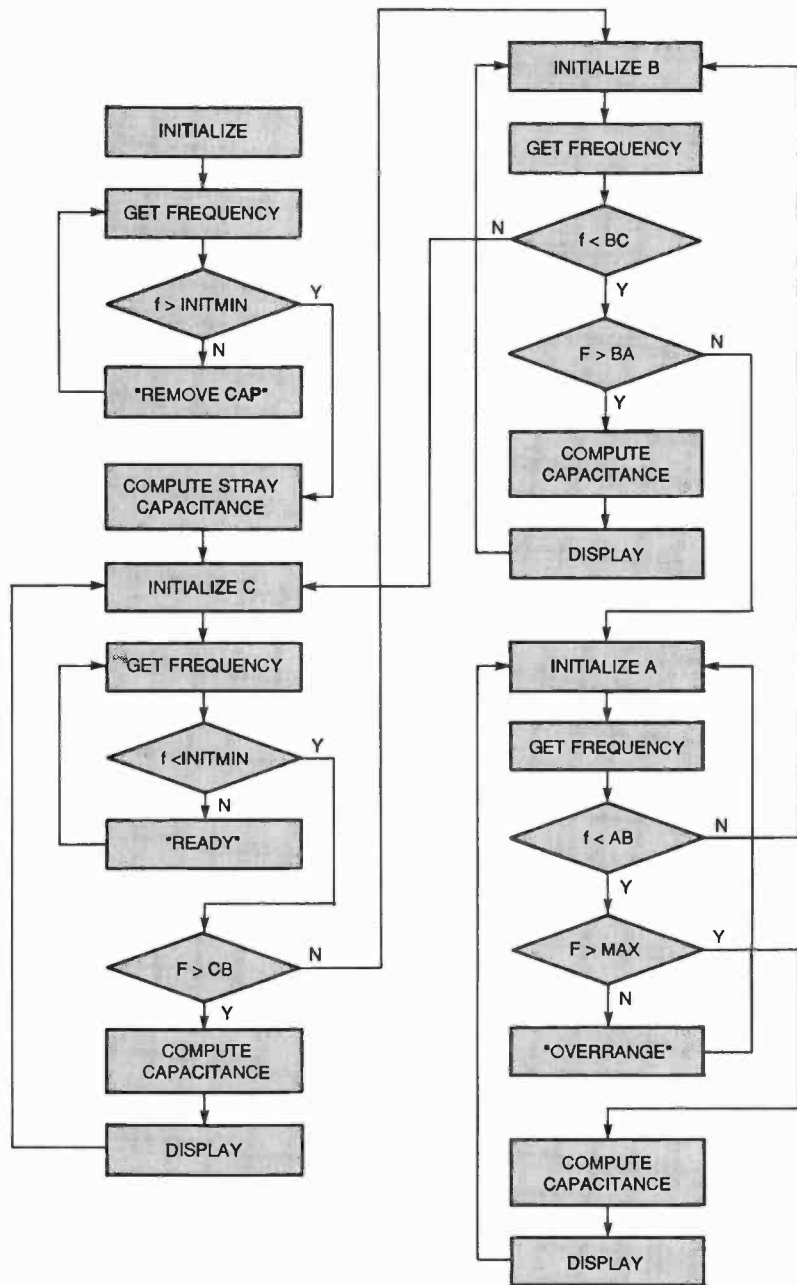 INITIALIZE
GET FREQUENCY
f > INITMIN
Y
N
"REMOVE CAP"
COMPUTE STRAY
CAPACITANCE
INITIALIZE C
GET FREQUENCY
f <INITMIN
Y
N
"READY"
F > CB
N
Y
COMPUTE
CAPACITANCE
DISPLAY
INITIALIZE B
GET FREQUENCY
f < BC
N
Y
F > BA
N
Y
COMPUTE
CAPACITANCE
DISPLAY
INITIALIZE A
GET FREQUENCY
f < AB
N
Y
F > MAX
Y
N
"OVERRANGE"
COMPUTE
CAPACITANCE
DISPLAY